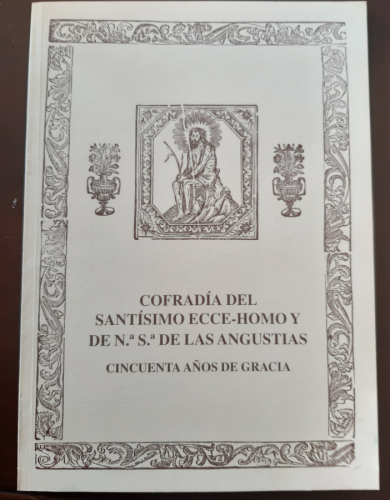 COFRADÍA DEL
SANTÍSIMO ECCE-HOMO Y
DE N.ª S.ª DE LAS ANGUSTIAS
CINCUENTA AÑOS DE GRACIA